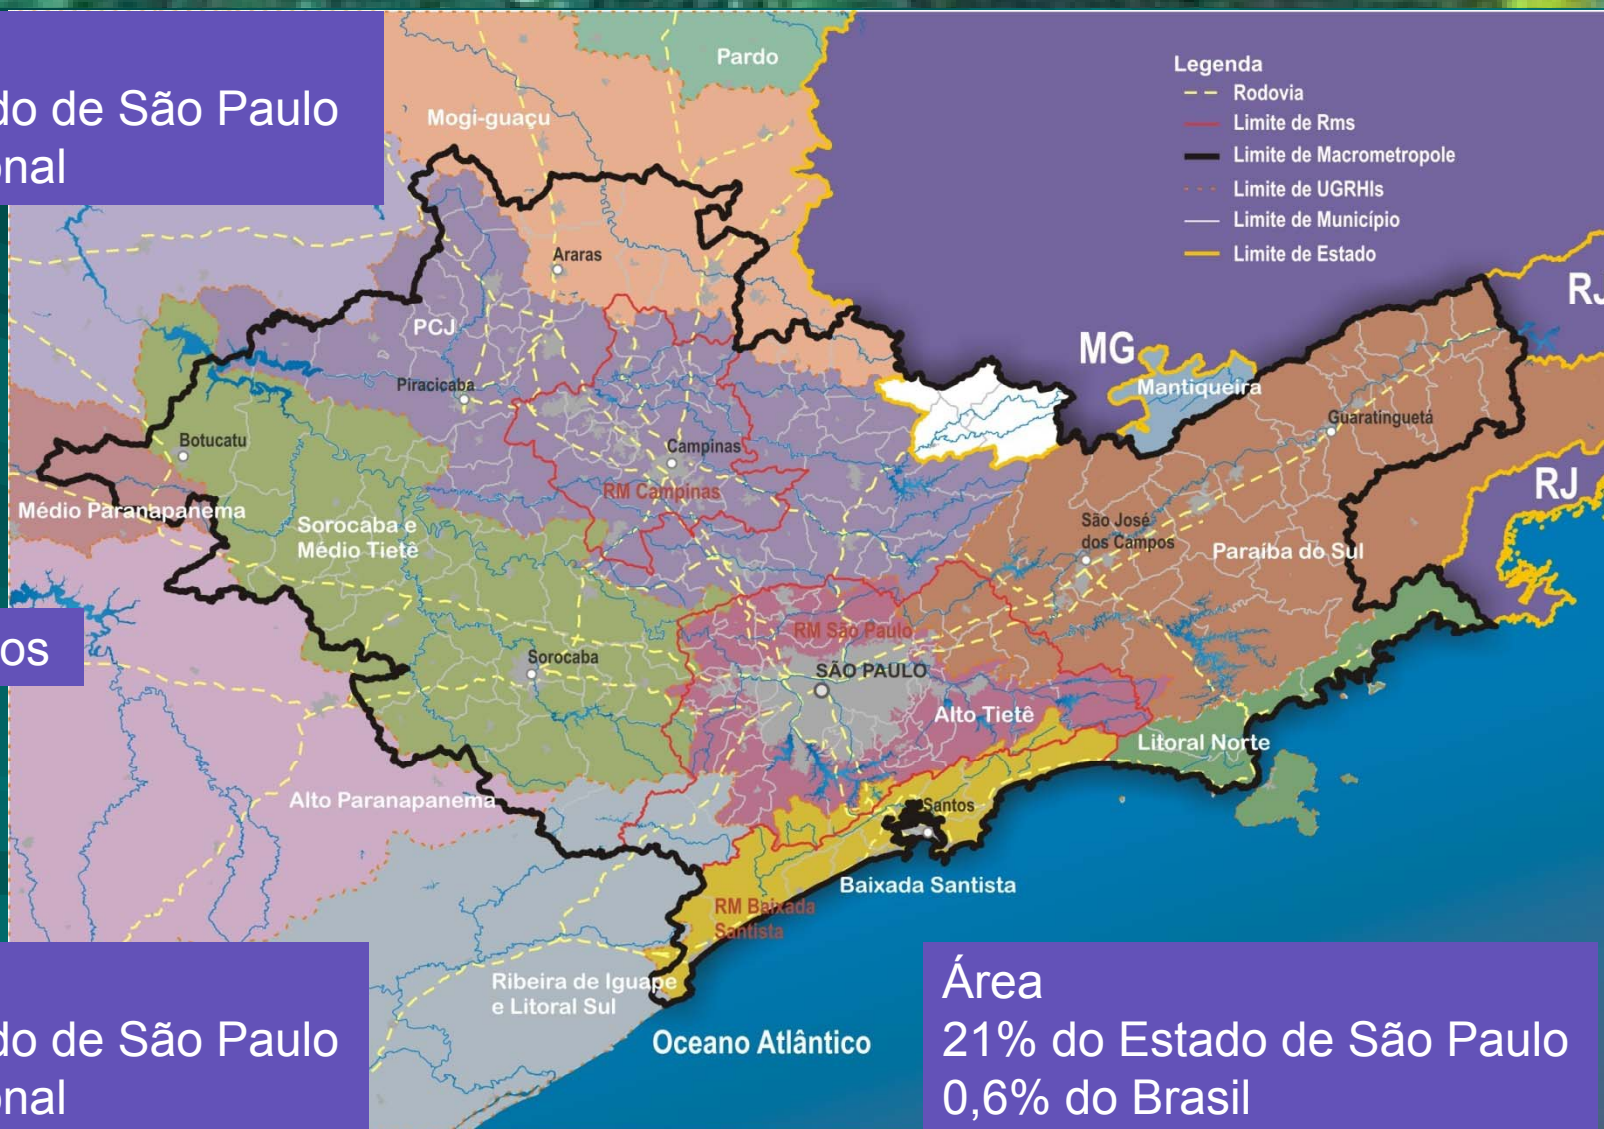 do de São Paulo
onal
Pardo
Mogi-guaçu
Legenda
Rodovia
Limite de Rms
Limite de Macrometropole
Limite de UGRHIs
Limite de Município
Limite de Estado
Araras
RJ
PCJ
MG
Piracicaba
Mantiqueira
Guaratinguetá
Botucatu
Campinas
RM Campinas
RJ
Médio Paranapanema
Sorocaba e
Médio Tietê
São José
dos Campos
Paraíba do Sul
os
RM São Paulo
Sorocaba
SÃO PAULO
Alto Tietê
Litoral Norte
Alto Paranapanema
Santos
Baixada Santista
RM Baixada
Santista
Ribeira de Iguape
e Litoral Sul
Oceano Atlântico
do de São Paulo
onal
Área
21% do Estado de São Paulo
0,6% do Brasil